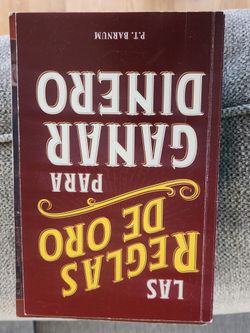 LAS
REGLAS
DE ORO
PARA
GANAR
DINERO
P.T. BARNUM